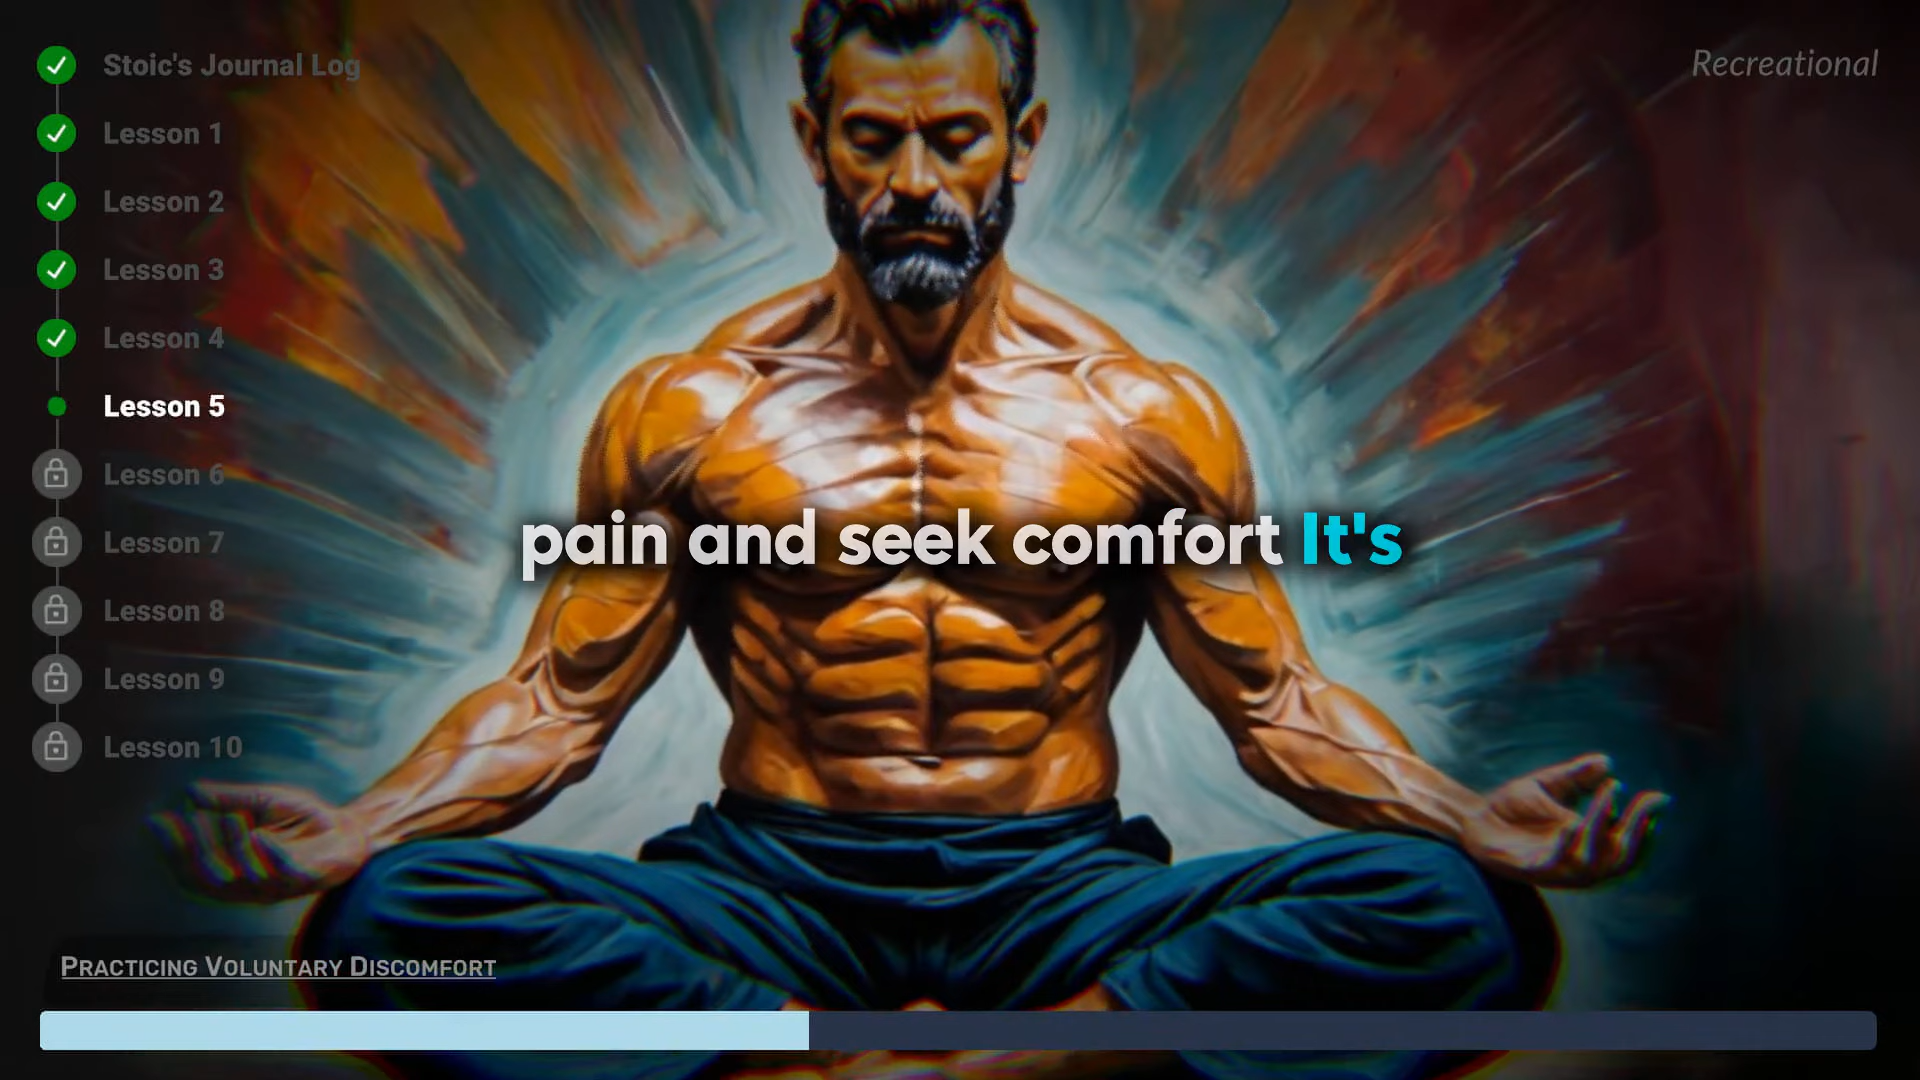 Stoic's Journal Log
Recreational
Lesson 1
Lesson 2
Lesson 3
Lesson 4
Lesson 5
Lesson 6
Lesson 7
Lesson 8
Lesson 9
Lesson 10
pain and seek comfort It's
Practicing Voluntary Discomfort